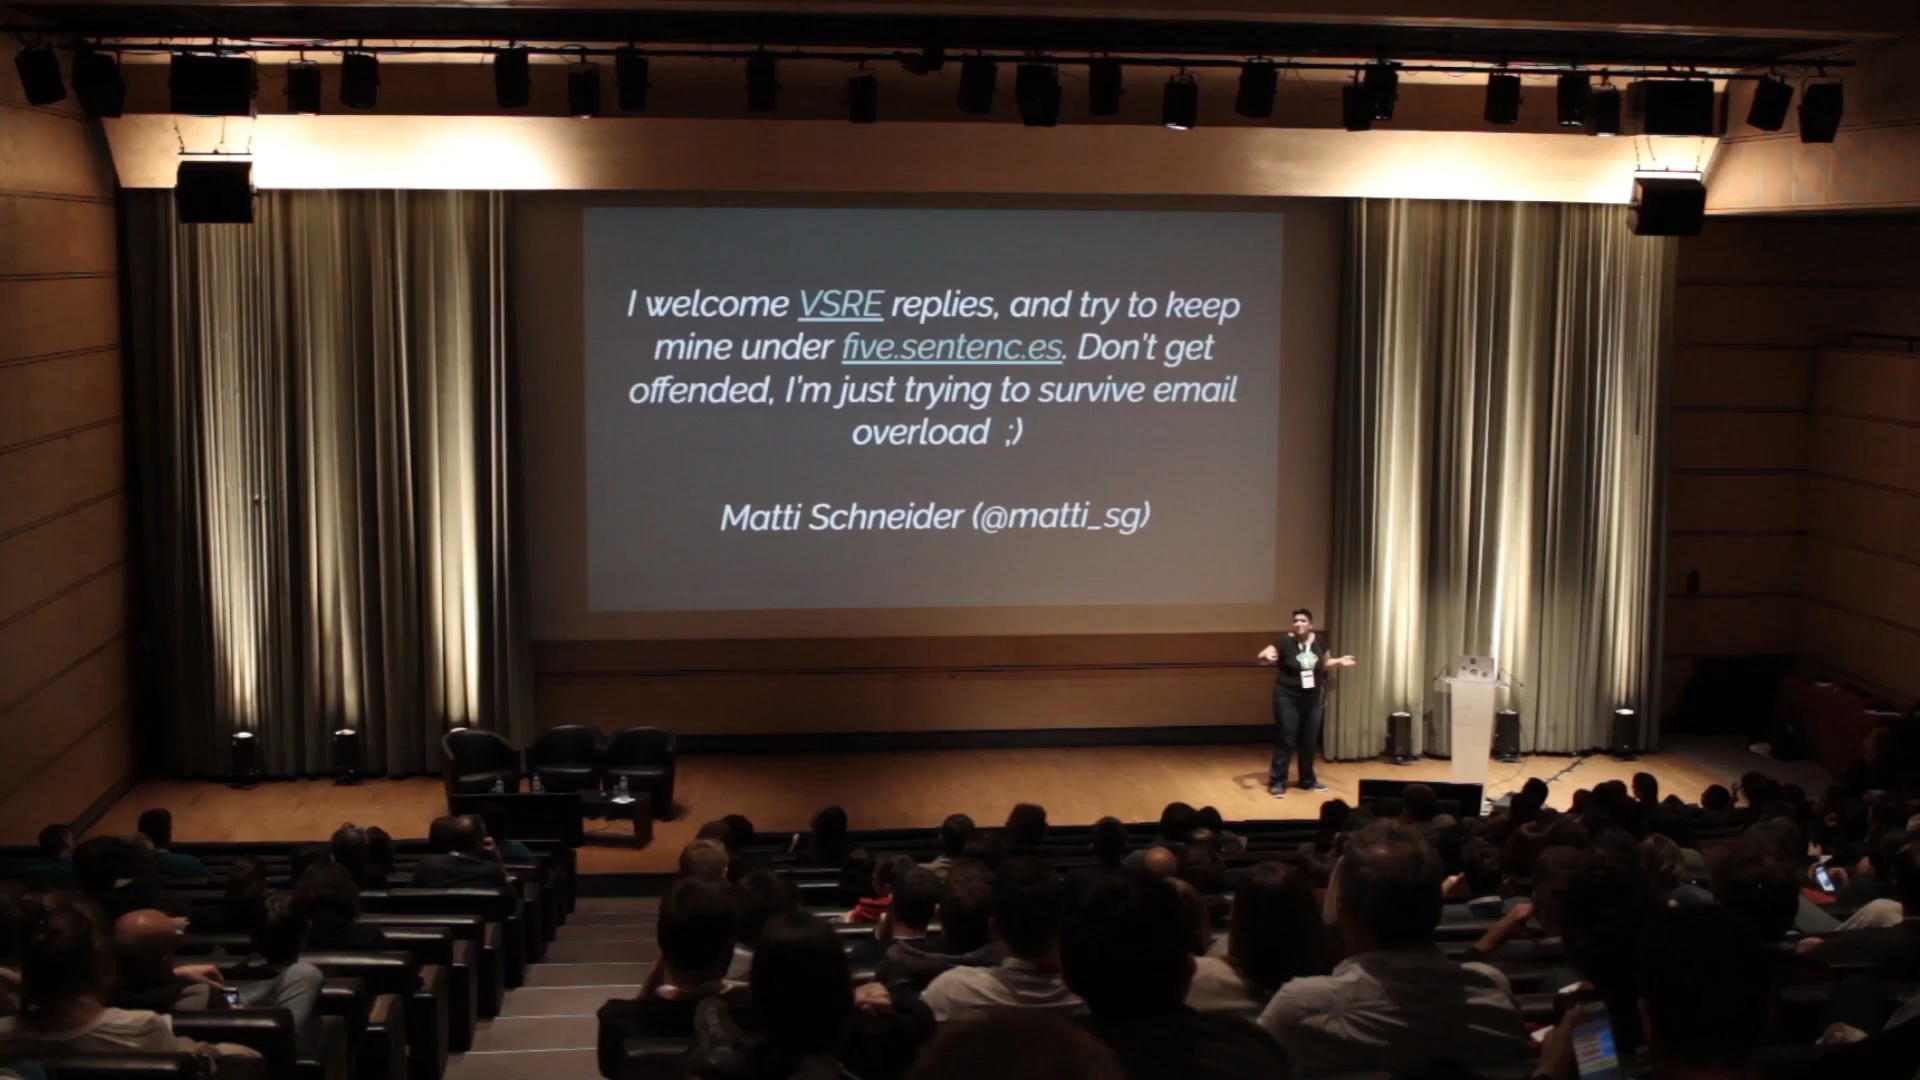 I welcome VSRE replies, and try to keep
mine under five.sentenc.es. Don't get
offended, I'm just trying to survive email
overload ;)
Matti Schneider (@matti_sg)